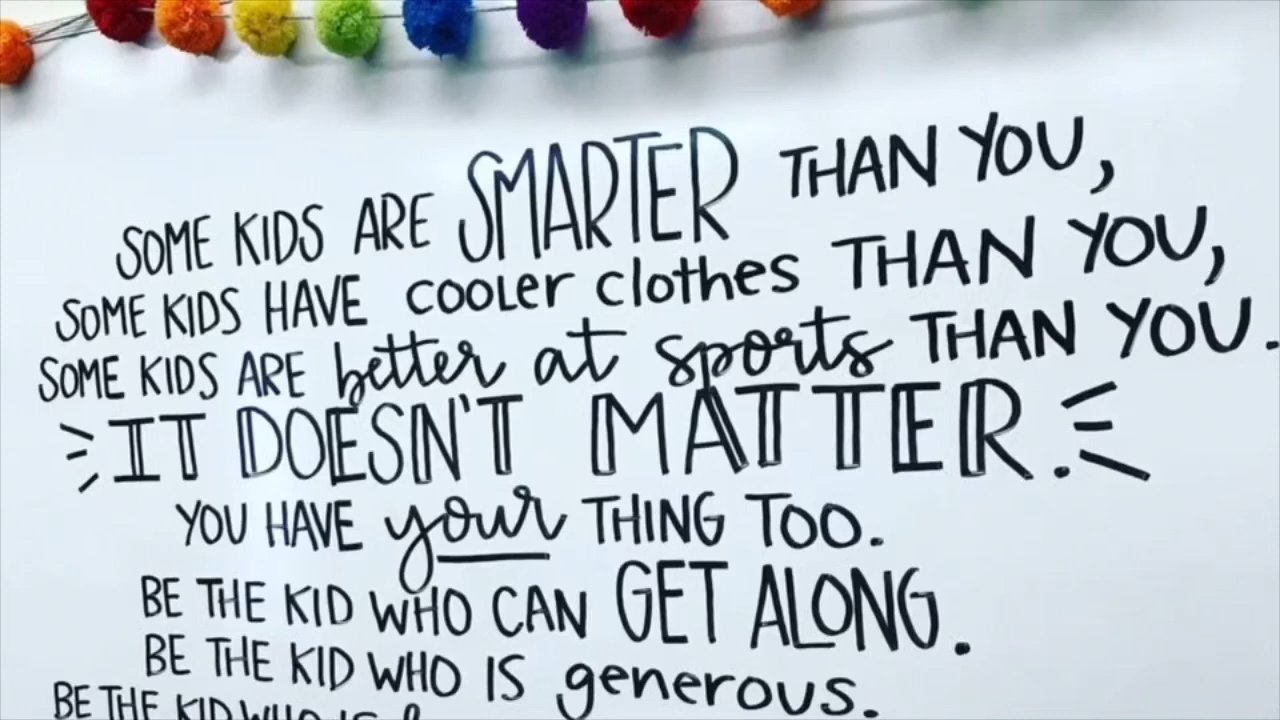 SOME KIDS ARE SMARTER THAN YOU,
SOME KIDS HAVE cooler clothes THAN YOU,
SOME KIDS ARE better at sports THAN YOU.
IT DOESN'T MATTER.
YOU HAVE your THING TOO.
BE THE KID WHO CAN GET ALONG.
BE THE KID WHO IS generous.
BE THE KID WHO IS